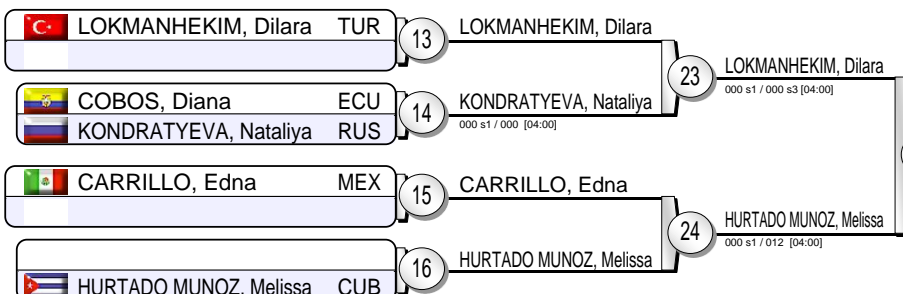 LOKMANHEKIM, Dilara TUR
13
LOKMANHEKIM, Dilara
COBOS, Diana ECU
KONDRATYEVA, Nataliya RUS
14
KONDRATYEVA, Nataliya
000 s1 / 000 [04:00]
23
LOKMANHEKIM, Dilara
000 s1 / 000 s3 [04:00]
CARRILLO, Edna MEX
15
CARRILLO, Edna
HURTADO MUNOZ, Melissa CUB
16
HURTADO MUNOZ, Melissa
24
HURTADO MUNOZ, Melissa
000 s1 / 012 [04:00]